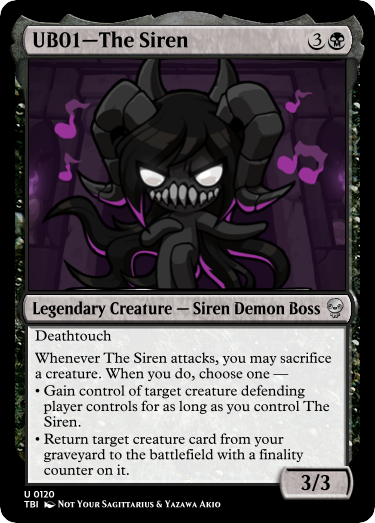 UB01—The Siren 3
Legendary Creature — Siren Demon Boss
Deathtouch
Whenever The Siren attacks, you may sacrifice
a creature. When you do, choose one —
• Gain control of target creature defending
player controls for as long as you control The
Siren.
• Return target creature card from your
graveyard to the battlefield with a finality
counter on it.
3/3
U 0120
TBI Not Your Sagittarius & Yazawa Akio